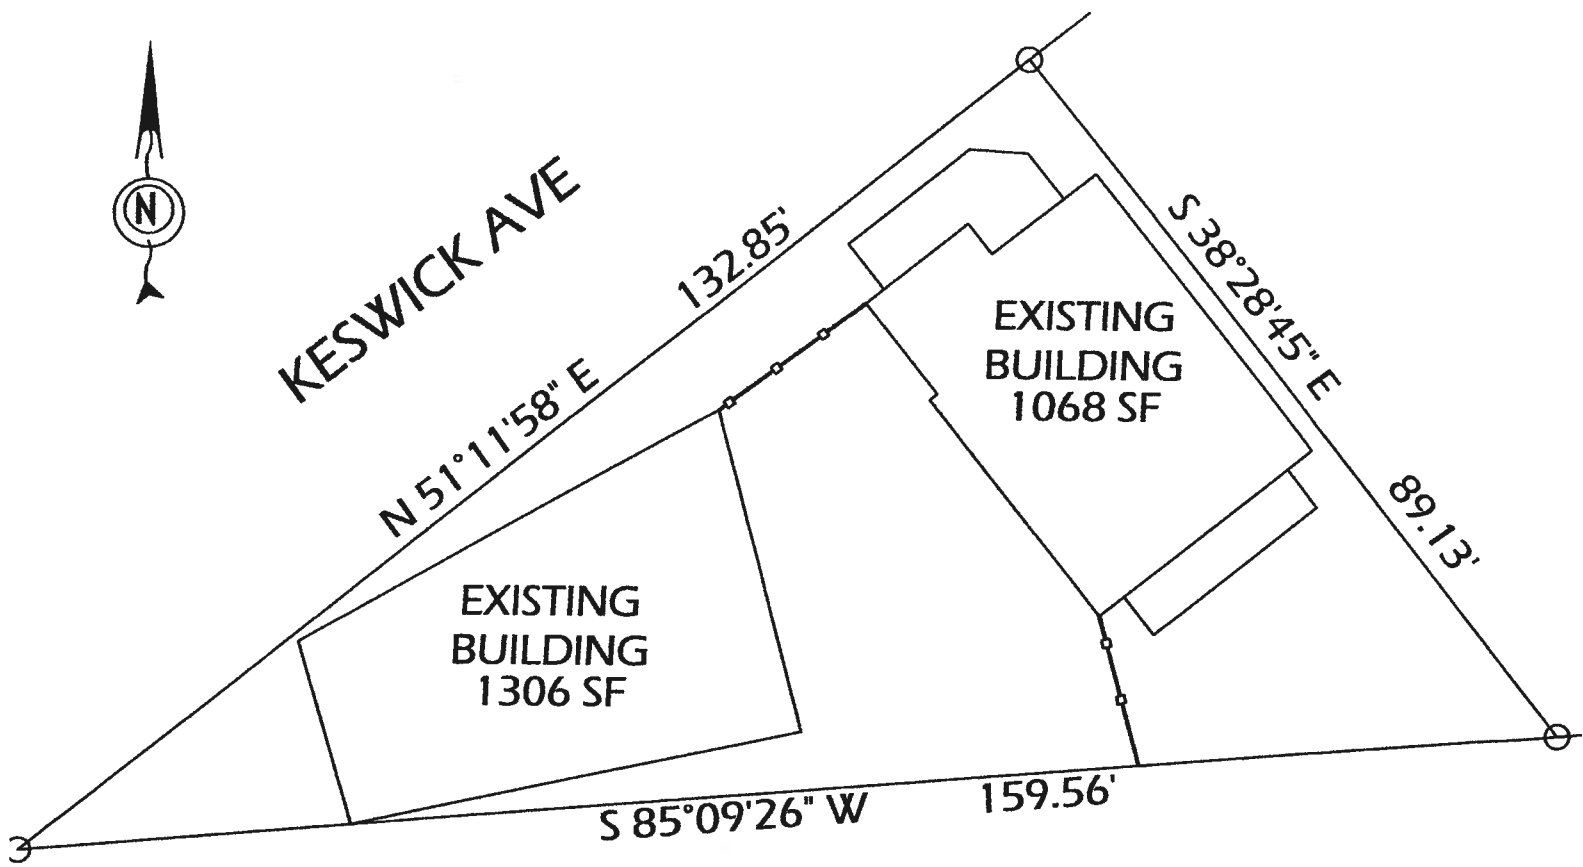 N
KESWICK AVE
132.85'
N 51°11'58" E
S 38°28'45" E
89.13'
EXISTING
BUILDING
1068 SF
EXISTING
BUILDING
1306 SF
S 85°09'26" W
159.56'